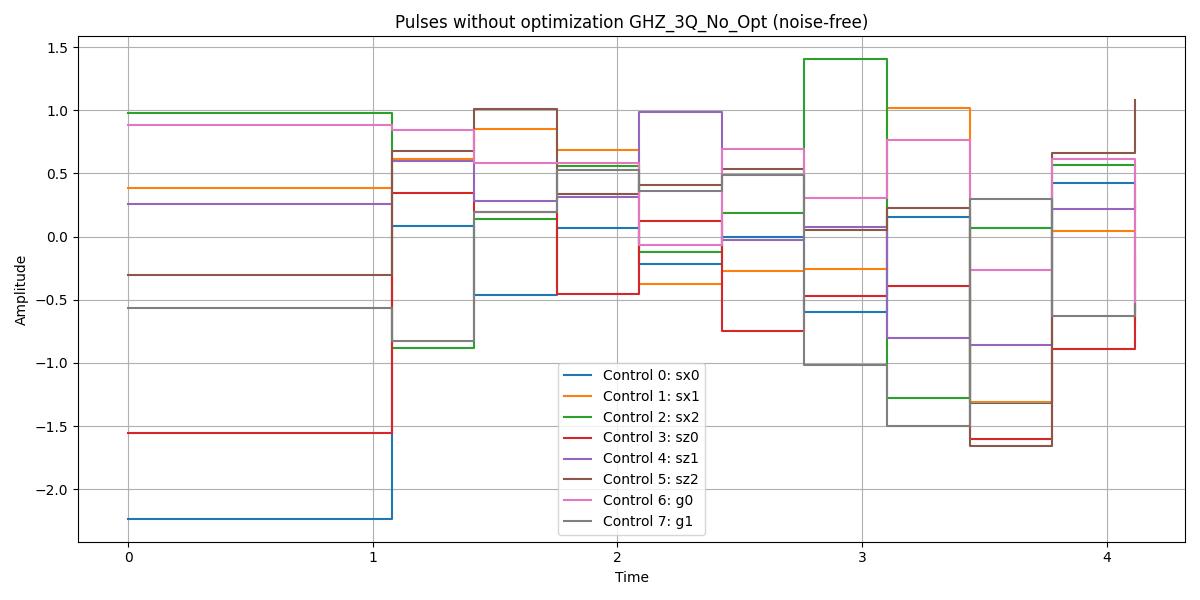 Pulses without optimization GHZ_3Q_No_Opt (noise-free)
Amplitude
1.5
1.0
0.5
0.0
−0.5
−1.0
−1.5
−2.0
Control 0: sx0
Control 1: sx1
Control 2: sx2
Control 3: sz0
Control 4: sz1
Control 5: sz2
Control 6: g0
Control 7: g1
0
1
2
3
4
Time